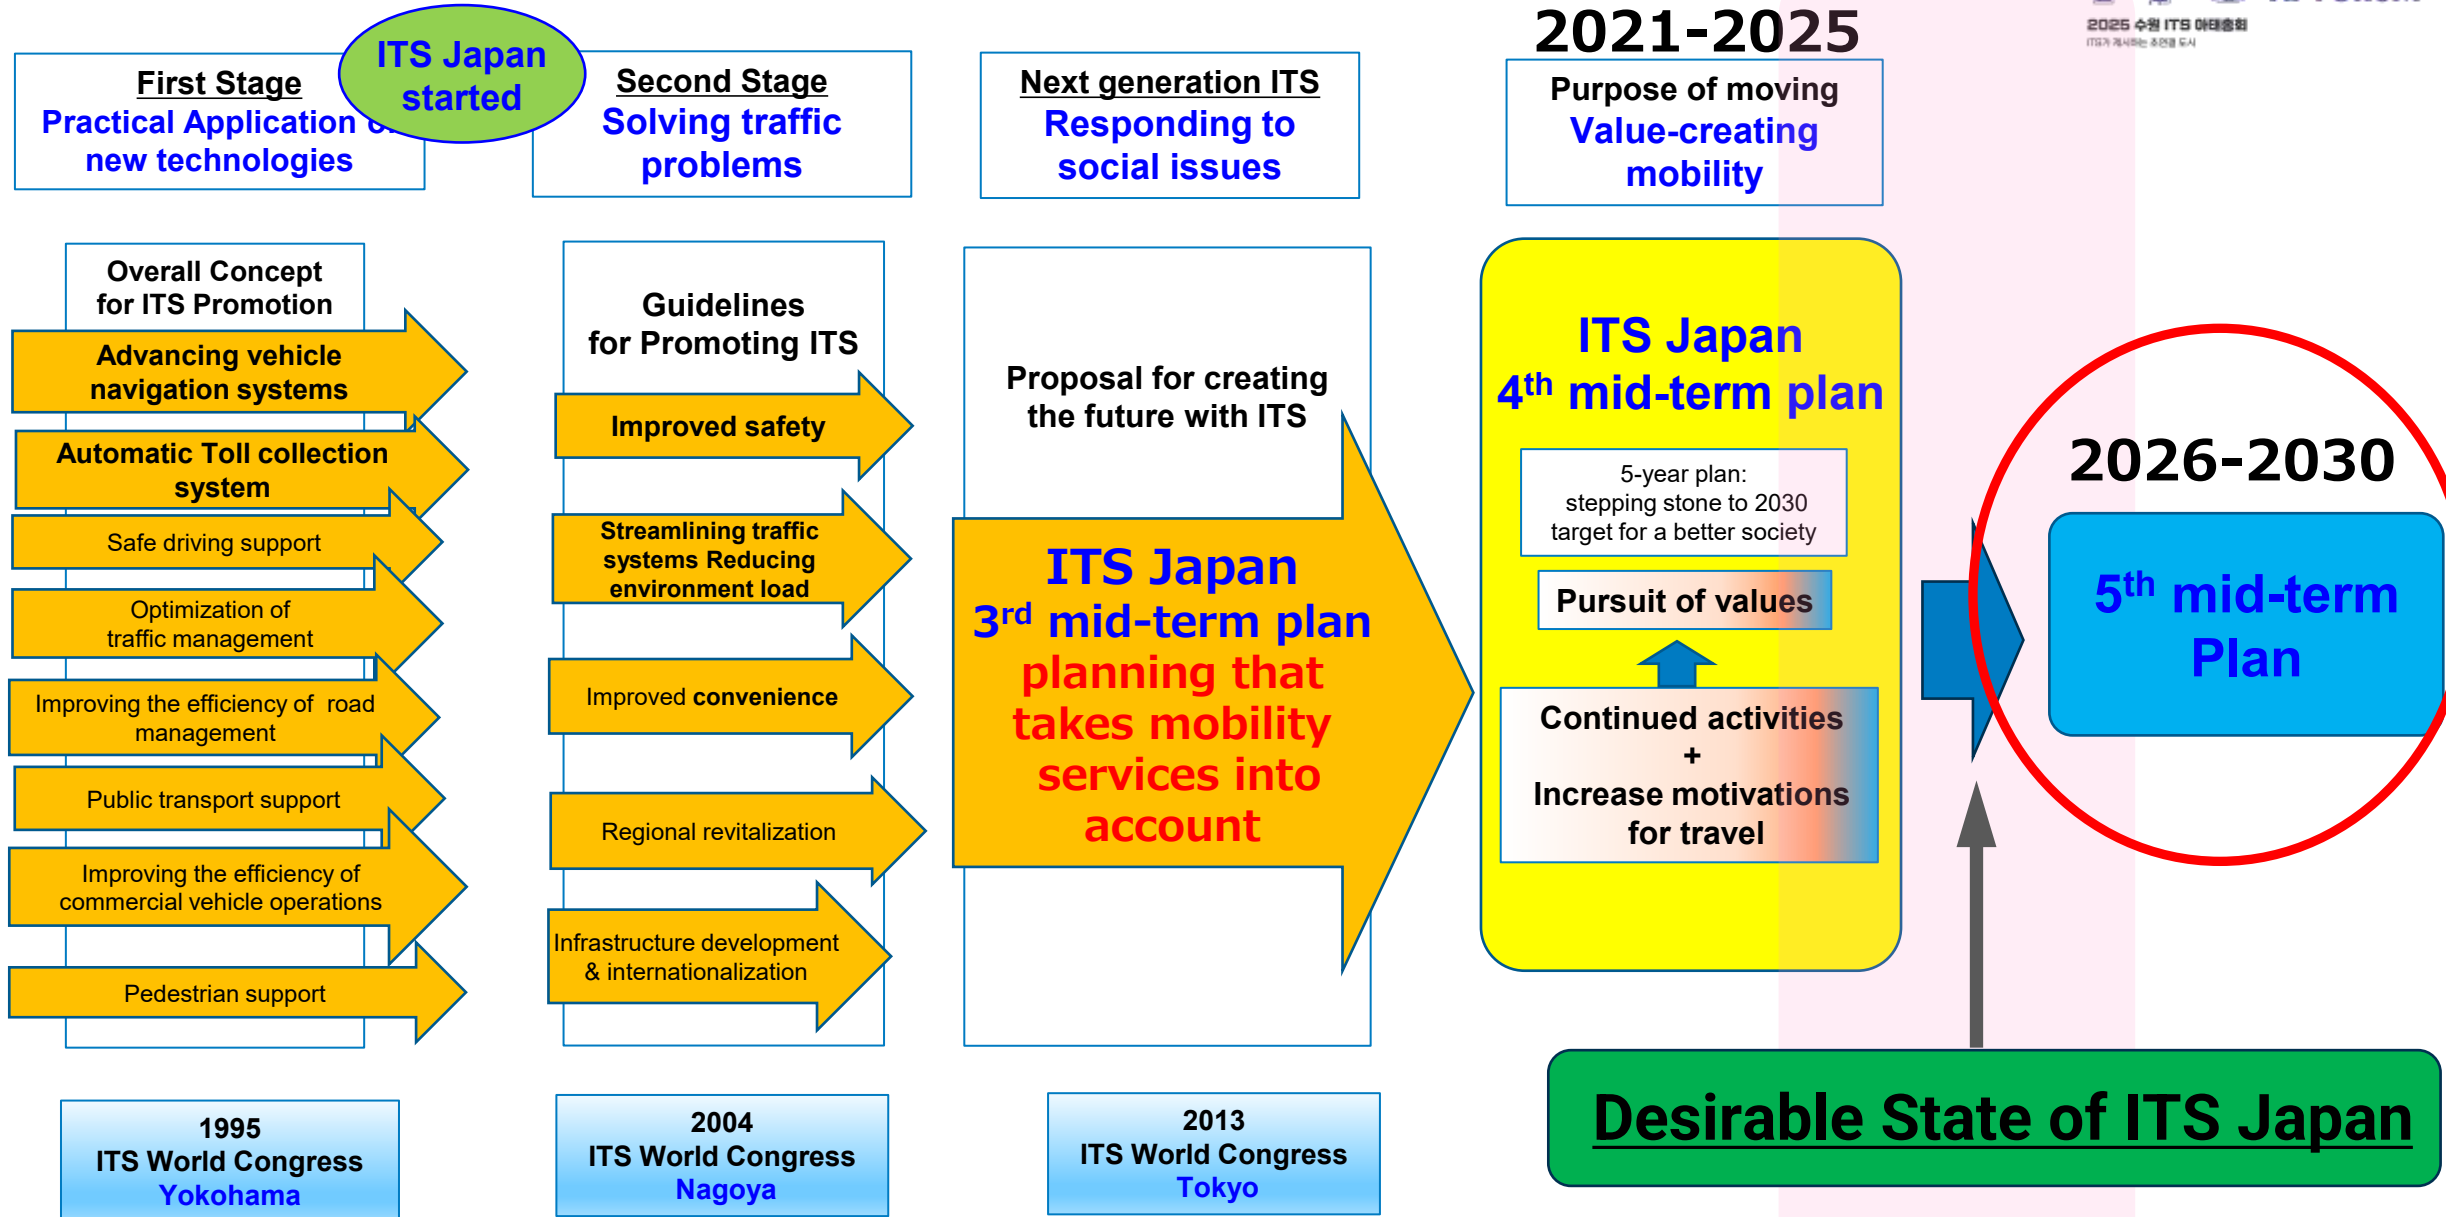 2021-2025
2025 수원 ITS 아태총회
ITS Japan
started
First Stage
Practical Application
new technologies
Second Stage
Solving traffic
problems
Next generation ITS
Responding to
social issues
Purpose of moving
Value-creating
mobility
Overall Concept
for ITS Promotion
Advancing vehicle
navigation systems
Automatic Toll collection
system
Safe driving support
Optimization of
traffic management
Improving the efficiency of road
management
Public transport support
Improving the efficiency of
commercial vehicle operations
Pedestrian support
Guidelines
for Promoting ITS
Improved safety
Streamlining traffic
systems Reducing
environment load
Improved convenience
Regional revitalization
Infrastructure development
& internationalization
Proposal for creating
the future with ITS
ITS Japan
3rd mid-term plan
planning that
takes mobility
services into
account
ITS Japan
4th mid-term plan
5-year plan:
stepping stone to 2030
target for a better society
Pursuit of values
Continued activities
+
Increase motivations
for travel
2026-2030
5th mid-term
Plan
Desirable State of ITS Japan
1995
ITS World Congress
Yokohama
2004
ITS World Congress
Nagoya
2013
ITS World Congress
Tokyo